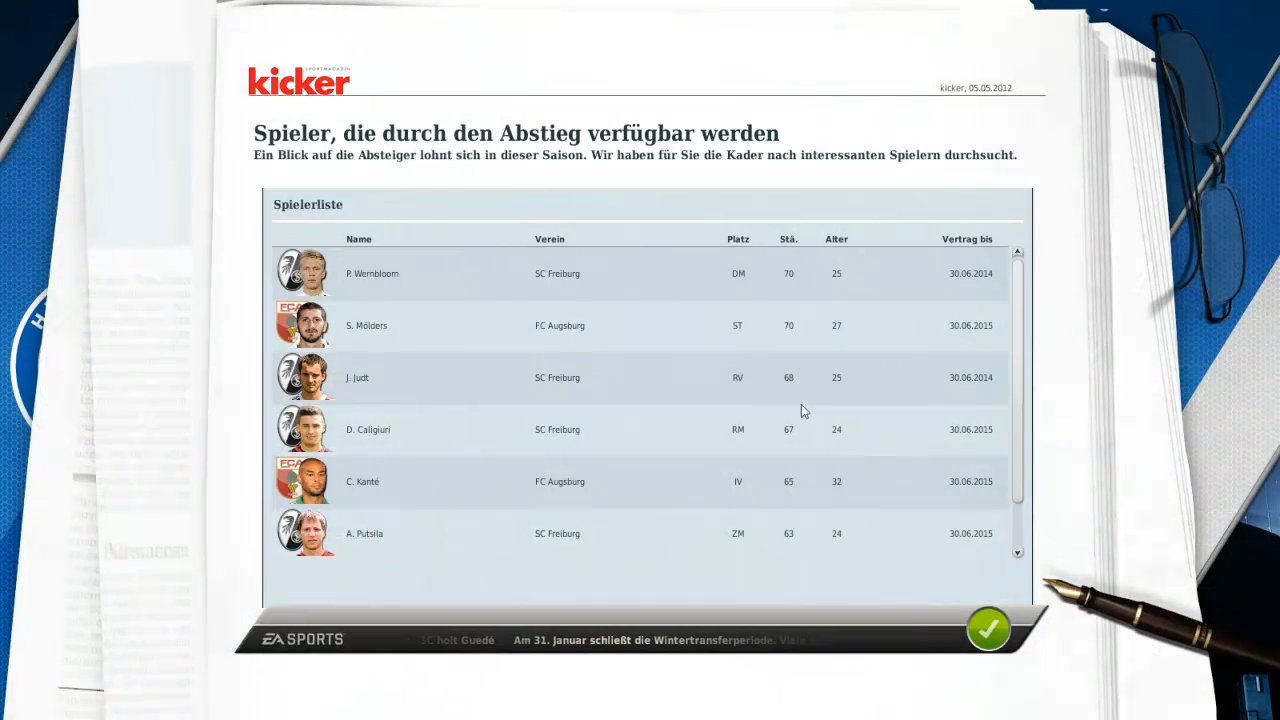 SPORTMAGAZIN
kicker
kicker, 05.05.2012
Spieler, die durch den Abstieg verfügbar werden
Ein Blick auf die Absteiger lohnt sich in dieser Saison. Wir haben für Sie die Kader nach interessanten Spielern durchsucht.
Spielerliste
Name Verein Platz Stä. Alter Vertrag bis
P. Wernbloom SC Freiburg DM 70 25 30.06.2014
FCA
S. Mölders FC Augsburg ST 70 27 30.06.2015
J. Judt SC Freiburg RV 68 25 30.06.2014
D. Caligiuri SC Freiburg RM 67 24 30.06.2015
FCA
C. Kanté FC Augsburg IV 65 32 30.06.2015
A. Putsila SC Freiburg ZM 63 24 30.06.2015
EA SPORTS SC holt Guedé Am 31. Januar schließt die Wintertransferperiode. Viele